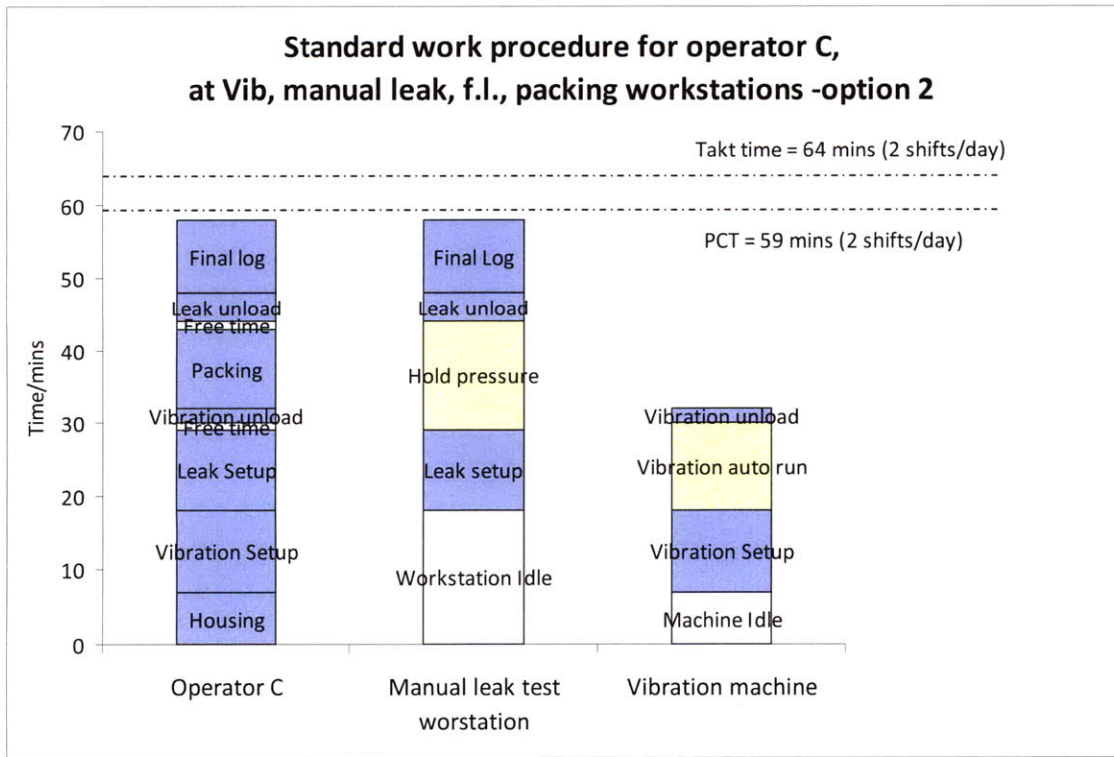 Standard work procedure for operator C,
at Vib, manual leak, f.l., packing workstations -option 2
70
60
50
40
30
20
10
0
Time/mins
Takt time = 64 mins (2 shifts/day)
PCT = 59 mins (2 shifts/day)
Final log
Leak unload
Free time
Packing
Vibration unload
Free time
Leak Setup
Vibration Setup
Housing
Final Log
Leak unload
Hold pressure
Leak setup
Workstation Idle
Vibration unload
Vibration auto run
Vibration Setup
Machine Idle
Operator C
Manual leak test
worstation
Vibration machine